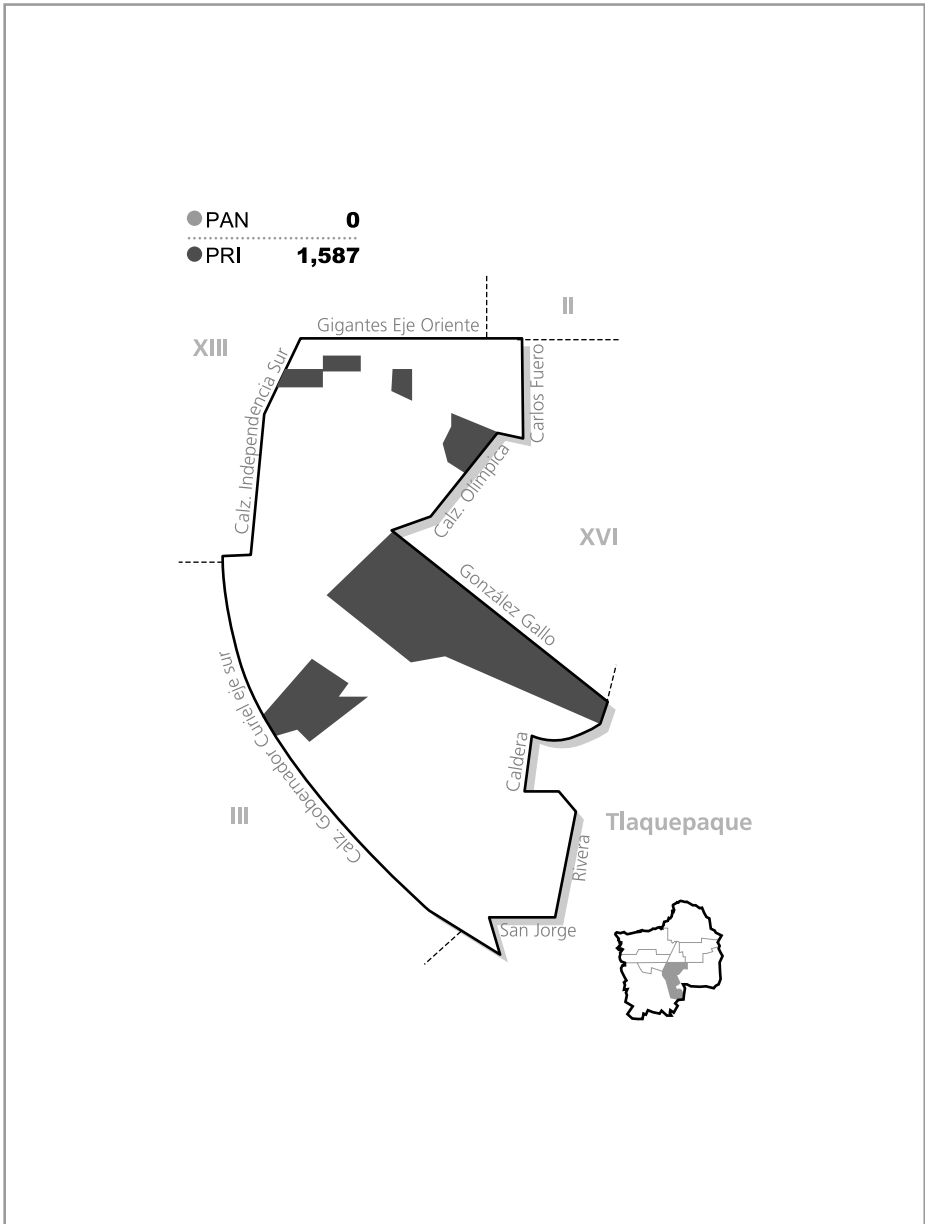 PAN 0
PRI 1,587
II
Gigantes Eje Oriente
XIII
Carlos Fuero
Calz. Independencia Sur
Calz. Olímpica
XVI
González Gallo
Calz. Gobernador Curiel eje sur
Caldera
III
Tlaquepaque
Rivera
San Jorge